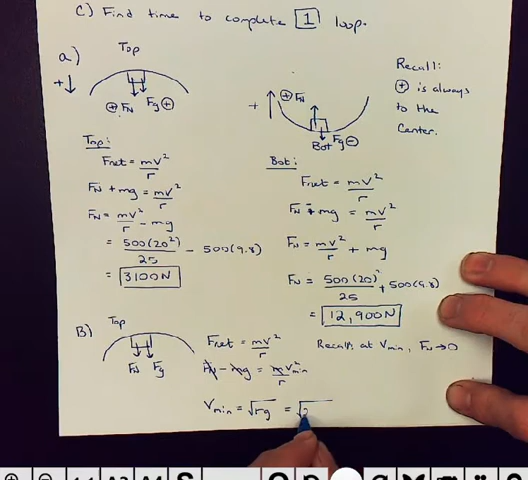 C) Find time to complete 1 loop.
a)
Top
+↓
⊕ FN Fg ⊕
Top:
Fnet = mv²/r
FN + mg = mv²/r
FN = mv²/r - mg
= 500(20²)/25 - 500(9.8)
= 3100N
+ ↑ ⊕ FN
Bot Fg ⊖
Bot:
Fnet = mv²/r
FN - mg = mv²/r
FN = mv²/r + mg
FN = 500(20)²/25 + 500(9.8)
= 12,900N
Recall:
⊕ is always
to the
Center.
B)
Top
FN Fg
Fnet = mv²/r
FN - mg = mv²min/r
Vmin = √rg = √
Recall: at Vmin, FN → 0